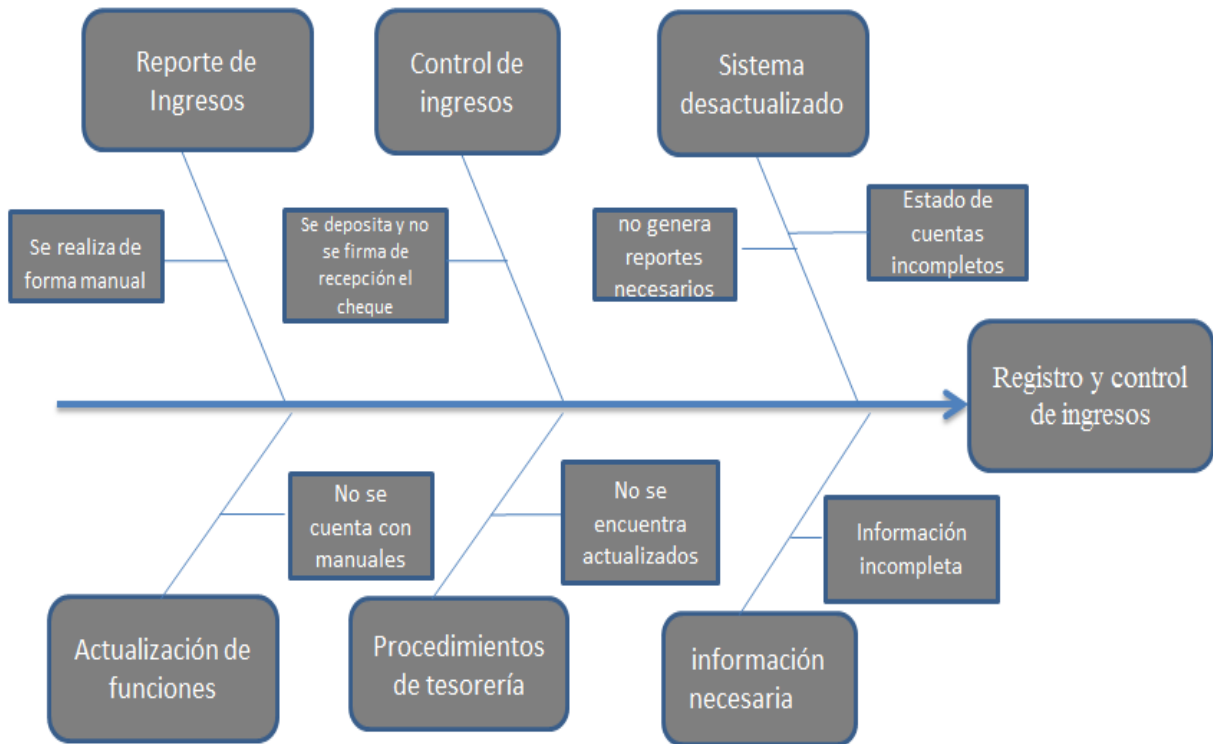 Reporte de
Ingresos
Control de
ingresos
Sistema
desactualizado
Se realiza de
forma manual
Se deposita y no
se firma de
recepción el
cheque
no genera
reportes
necesarios
Estado de
cuentas
incompletos
Registro y control
de ingresos
No se
cuenta con
manuales
No se
encuentra
actualizados
Información
incompleta
Actualización de
funciones
Procedimientos
de tesorería
información
necesaria